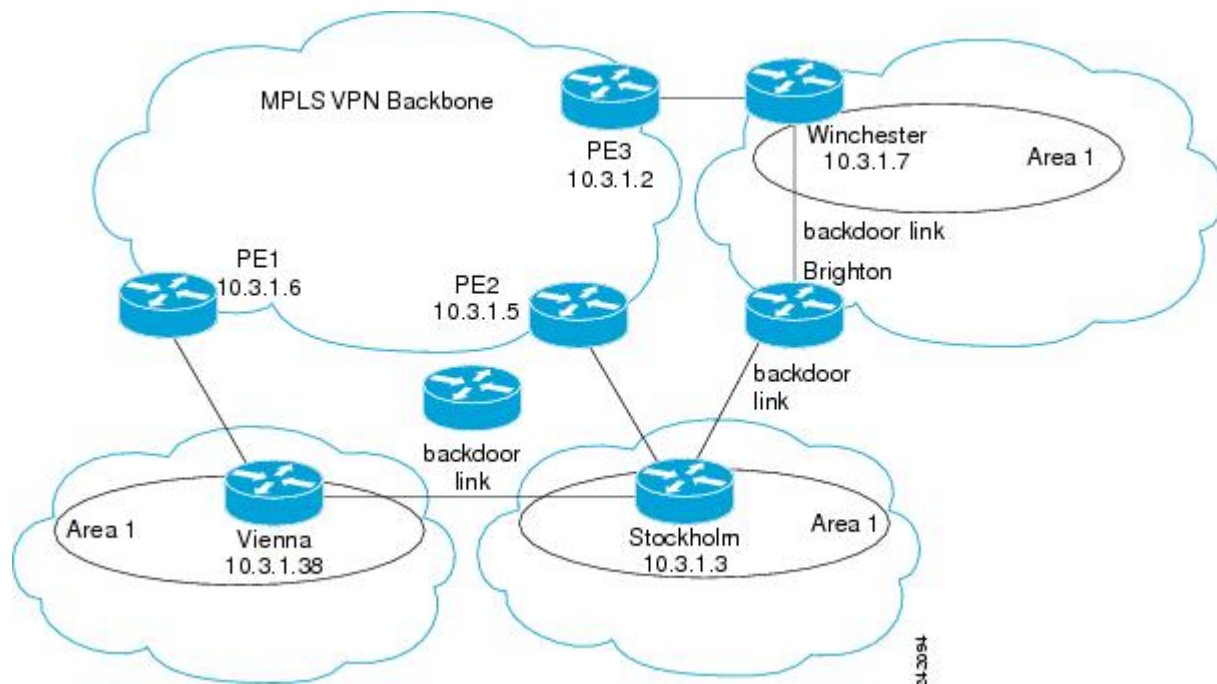 MPLS VPN Backbone
PE3
10.3.1.2
Winchester
10.3.1.7
Area 1
backdoor link
Brighton
PE1
10.3.1.6
PE2
10.3.1.5
backdoor
link
backdoor
link
Area 1
Vienna
10.3.1.38
Stockholm
10.3.1.3
Area 1
243094